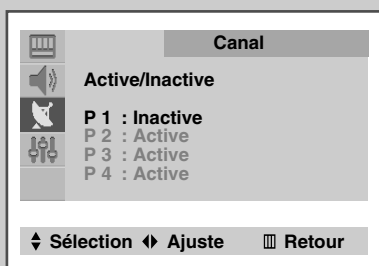 Canal
Active/Inactive
P 1 : Inactive
P 2 : Active
P 3 : Active
P 4 : Active
Sélection Ajuste Retour